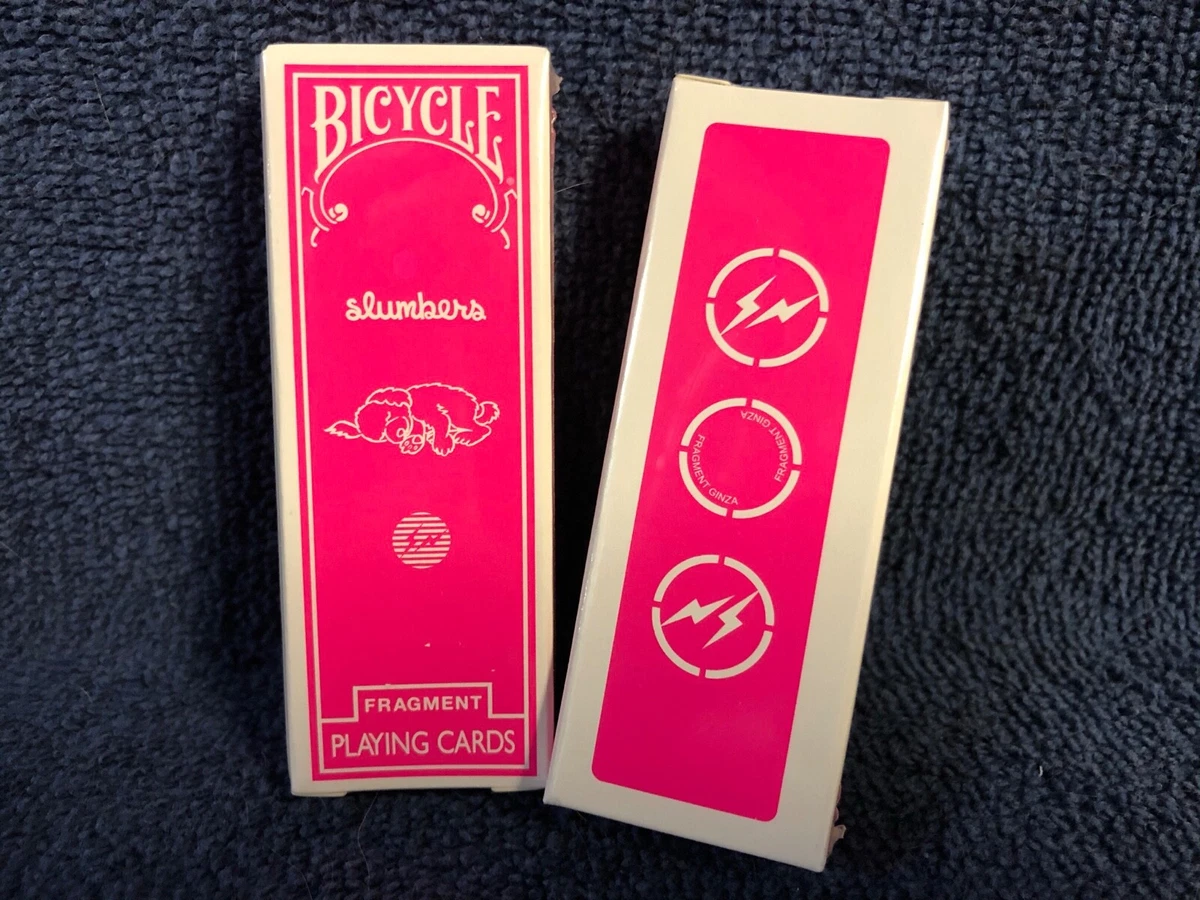 BICYCLE®
slumbers
FRAGMENT
PLAYING CARDS
FRAGMENT GINZA
FRAGMENT GINZA